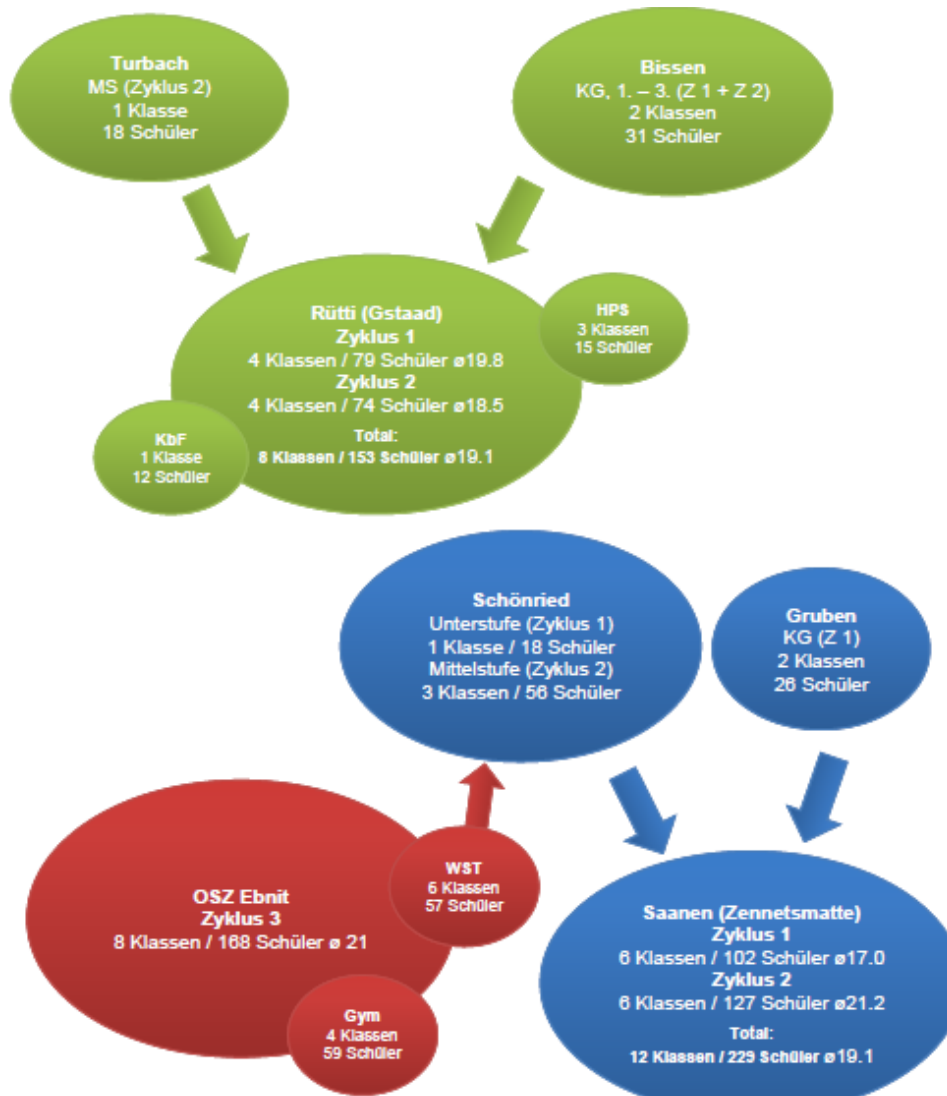 Turbach
MS (Zyklus 2)
1 Klasse
18 Schüler
Bissen
KG, 1. – 3. (Z 1 + Z 2)
2 Klassen
31 Schüler
Rütti (Gstaad)
Zyklus 1
4 Klassen / 79 Schüler ø19.8
Zyklus 2
4 Klassen / 74 Schüler ø18.5
Total:
8 Klassen / 153 Schüler ø19.1
HPS
3 Klassen
15 Schüler
KbF
1 Klasse
12 Schüler
Schönried
Unterstufe (Zyklus 1)
1 Klasse / 18 Schüler
Mittelstufe (Zyklus 2)
3 Klassen / 56 Schüler
Gruben
KG (Z 1)
2 Klassen
26 Schüler
OSZ Ebnit
Zyklus 3
8 Klassen / 168 Schüler ø 21
WST
6 Klassen
57 Schüler
Gym
4 Klassen
59 Schüler
Saanen (Zennetsmatte)
Zyklus 1
6 Klassen / 102 Schüler ø17.0
Zyklus 2
6 Klassen / 127 Schüler ø21.2
Total:
12 Klassen / 229 Schüler ø19.1